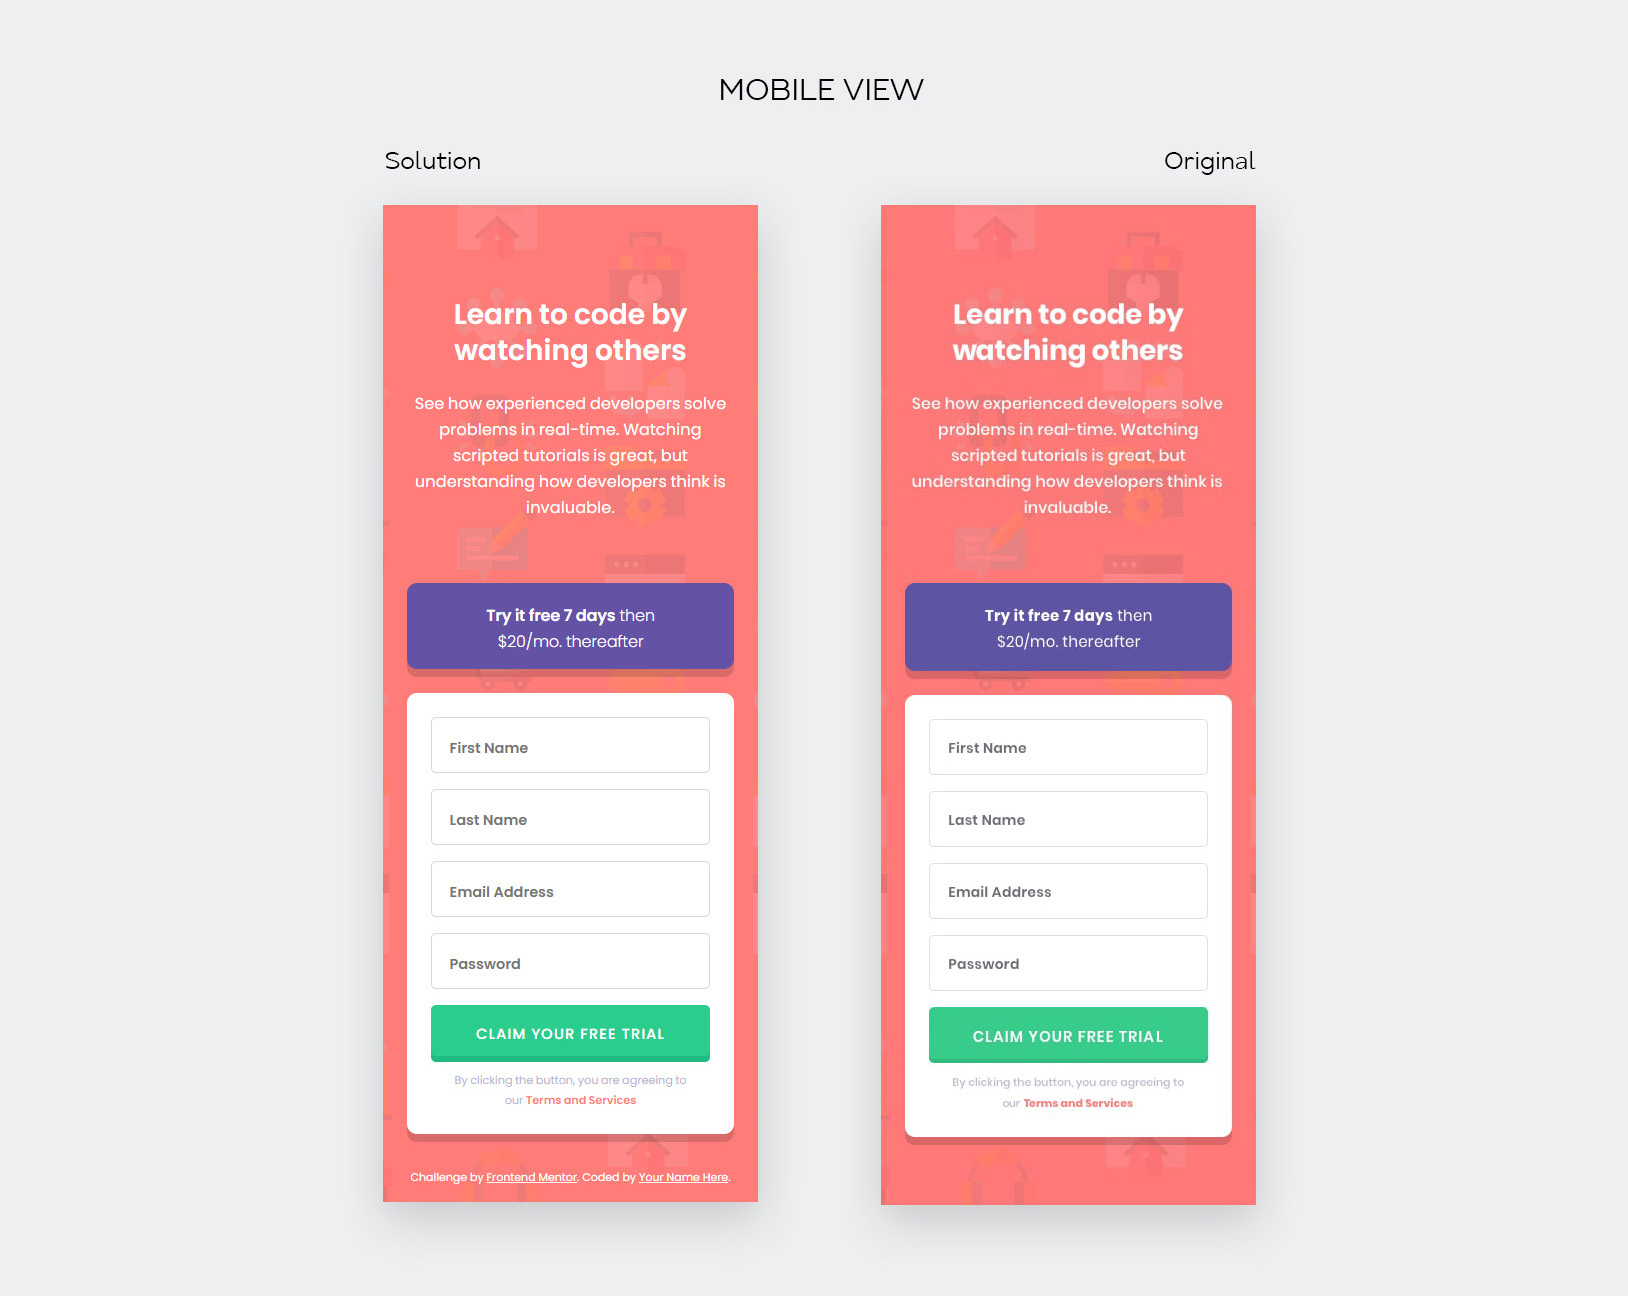 MOBILE VIEW
Solution
Original
Learn to code by
watching others
See how experienced developers solve
problems in real-time. Watching
scripted tutorials is great, but
understanding how developers think is
invaluable.
Try it free 7 days then
$20/mo. thereafter
First Name
Last Name
Email Address
Password
CLAIM YOUR FREE TRIAL
By clicking the button, you are agreeing to
our Terms and Services
Challenge by Frontend Mentor. Coded by Your Name Here.
Learn to code by
watching others
See how experienced developers solve
problems in real-time. Watching
scripted tutorials is great, but
understanding how developers think is
invaluable.
Try it free 7 days then
$20/mo. thereafter
First Name
Last Name
Email Address
Password
CLAIM YOUR FREE TRIAL
By clicking the button, you are agreeing to
our Terms and Services